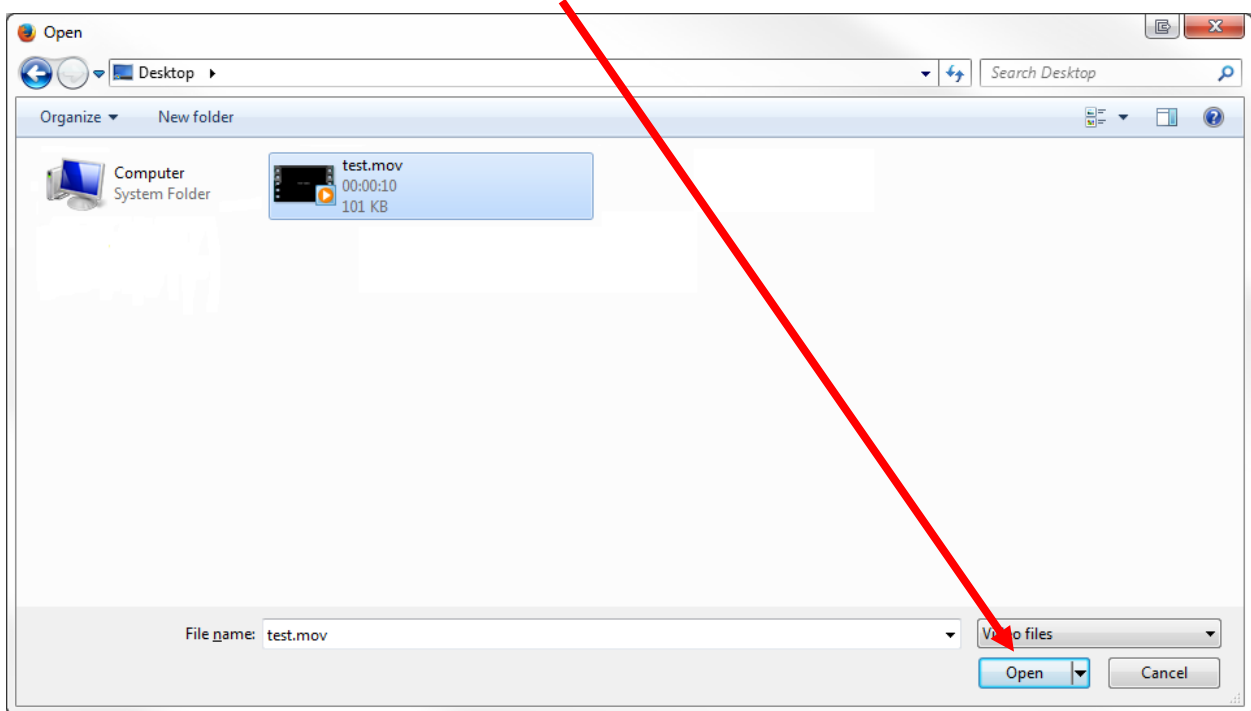 Open
Desktop
Search Desktop
Organize
New folder
Computer
System Folder
test.mov
00:00:10
101 KB
File name: test.mov
files
Open
Cancel